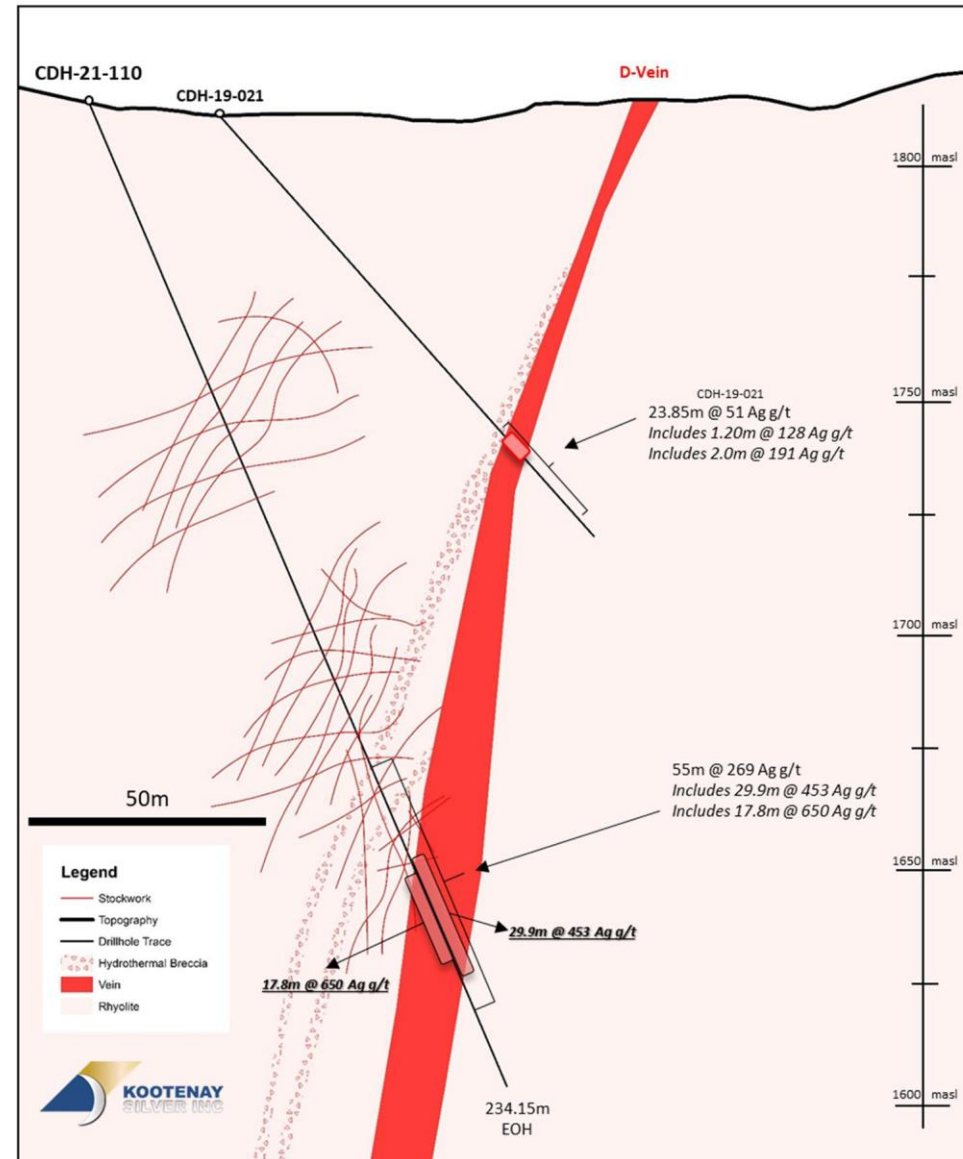 CDH-21-110
CDH-19-021
D-Vein
1800 masl
CDH-19-021
23.85m @ 51 Ag g/t
Includes 1.20m @ 128 Ag g/t
Includes 2.0m @ 191 Ag g/t
1750 masl
1700 masl
55m @ 269 Ag g/t
Includes 29.9m @ 453 Ag g/t
Includes 17.8m @ 650 Ag g/t
50m
1650 masl
Legend
Stockwork
Topography
Drillhole Trace
Hydrothermal Breccia
Vein
Rhyolite
29.9m @ 453 Ag g/t
17.8m @ 650 Ag g/t
KOOTENAY
SILVER INC
234.15m
EOH
1600 masl